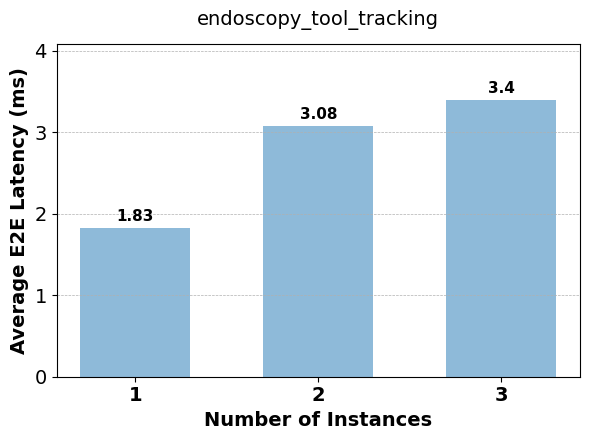 endoscopy_tool_tracking
Average E2E Latency (ms)
4
3
2
1
0
1.83
3.08
3.4
1 2 3
Number of Instances